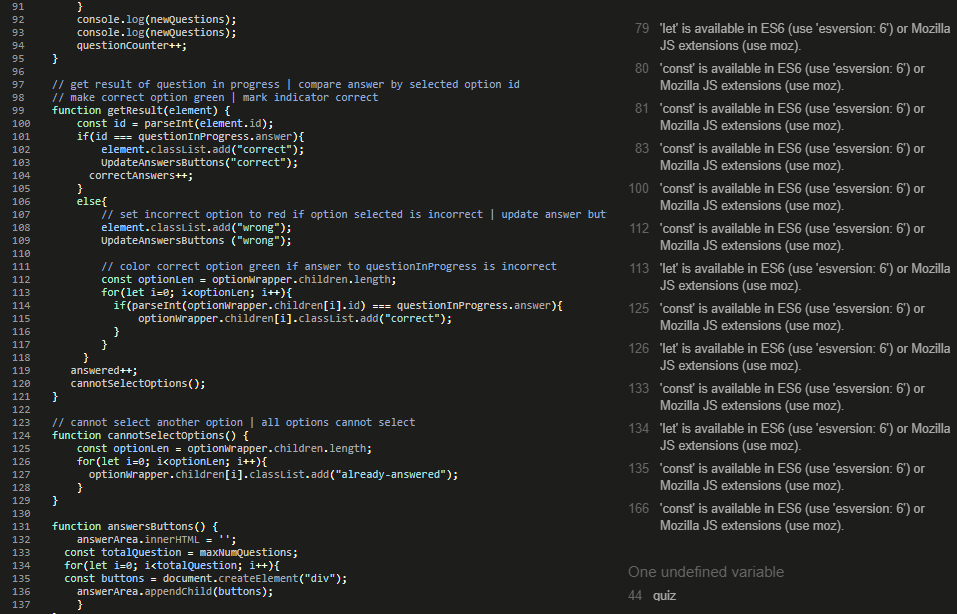 91 }
92 console.log(newQuestions);
93 console.log(newQuestions);
94 questionCounter++;
95 }
96
97 // get result of question in progress | compare answer by selected option id
98 // make correct option green | mark indicator correct
99 function getResult(element) {
100 const id = parseInt(element.id);
101 if(id === questionInProgress.answer){
102 element.classList.add("correct");
103 UpdateAnswersButtons("correct");
104 correctAnswers++;
105 }
106 else{
107 // set incorrect option to red if option selected is incorrect | update answer but
108 element.classList.add("wrong");
109 UpdateAnswersButtons ("wrong");
110
111 // color correct option green if answer to questionInProgress is incorrect
112 const optionLen = optionWrapper.children.length;
113 for(let i=0; i<optionLen; i++){
114 if(parseInt(optionWrapper.children[i].id) === questionInProgress.answer){
115 optionWrapper.children[i].classList.add("correct");
116 }
117 }
118 }
119 answered++;
120 cannotSelectOptions();
121 }
122
123 // cannot select another option | all options cannot select
124 function cannotSelectOptions() {
125 const optionLen = optionWrapper.children.length;
126 for(let i=0; i<optionLen; i++){
127 optionWrapper.children[i].classList.add("already-answered");
128 }
129 }
130
131 function answersButtons() {
132 answerArea.innerHTML = '';
133 const totalQuestion = maxNumQuestions;
134 for(let i=0; i<totalQuestion; i++){
135 const buttons = document.createElement("div");
136 answerArea.appendChild(buttons);
137 }
79 'let' is available in ES6 (use 'esversion: 6') or Mozilla
JS extensions (use moz).
80 'const' is available in ES6 (use 'esversion: 6') or
Mozilla JS extensions (use moz).
81 'const' is available in ES6 (use 'esversion: 6') or
Mozilla JS extensions (use moz).
83 'const' is available in ES6 (use 'esversion: 6') or
Mozilla JS extensions (use moz).
100 'const' is available in ES6 (use 'esversion: 6') or
Mozilla JS extensions (use moz).
112 'const' is available in ES6 (use 'esversion: 6') or
Mozilla JS extensions (use moz).
113 'let' is available in ES6 (use 'esversion: 6') or Mozilla
JS extensions (use moz).
125 'const' is available in ES6 (use 'esversion: 6') or
Mozilla JS extensions (use moz).
126 'let' is available in ES6 (use 'esversion: 6') or Mozilla
JS extensions (use moz).
133 'const' is available in ES6 (use 'esversion: 6') or
Mozilla JS extensions (use moz).
134 'let' is available in ES6 (use 'esversion: 6') or Mozilla
JS extensions (use moz).
135 'const' is available in ES6 (use 'esversion: 6') or
Mozilla JS extensions (use moz).
166 'const' is available in ES6 (use 'esversion: 6') or
Mozilla JS extensions (use moz).
One undefined variable
44 quiz